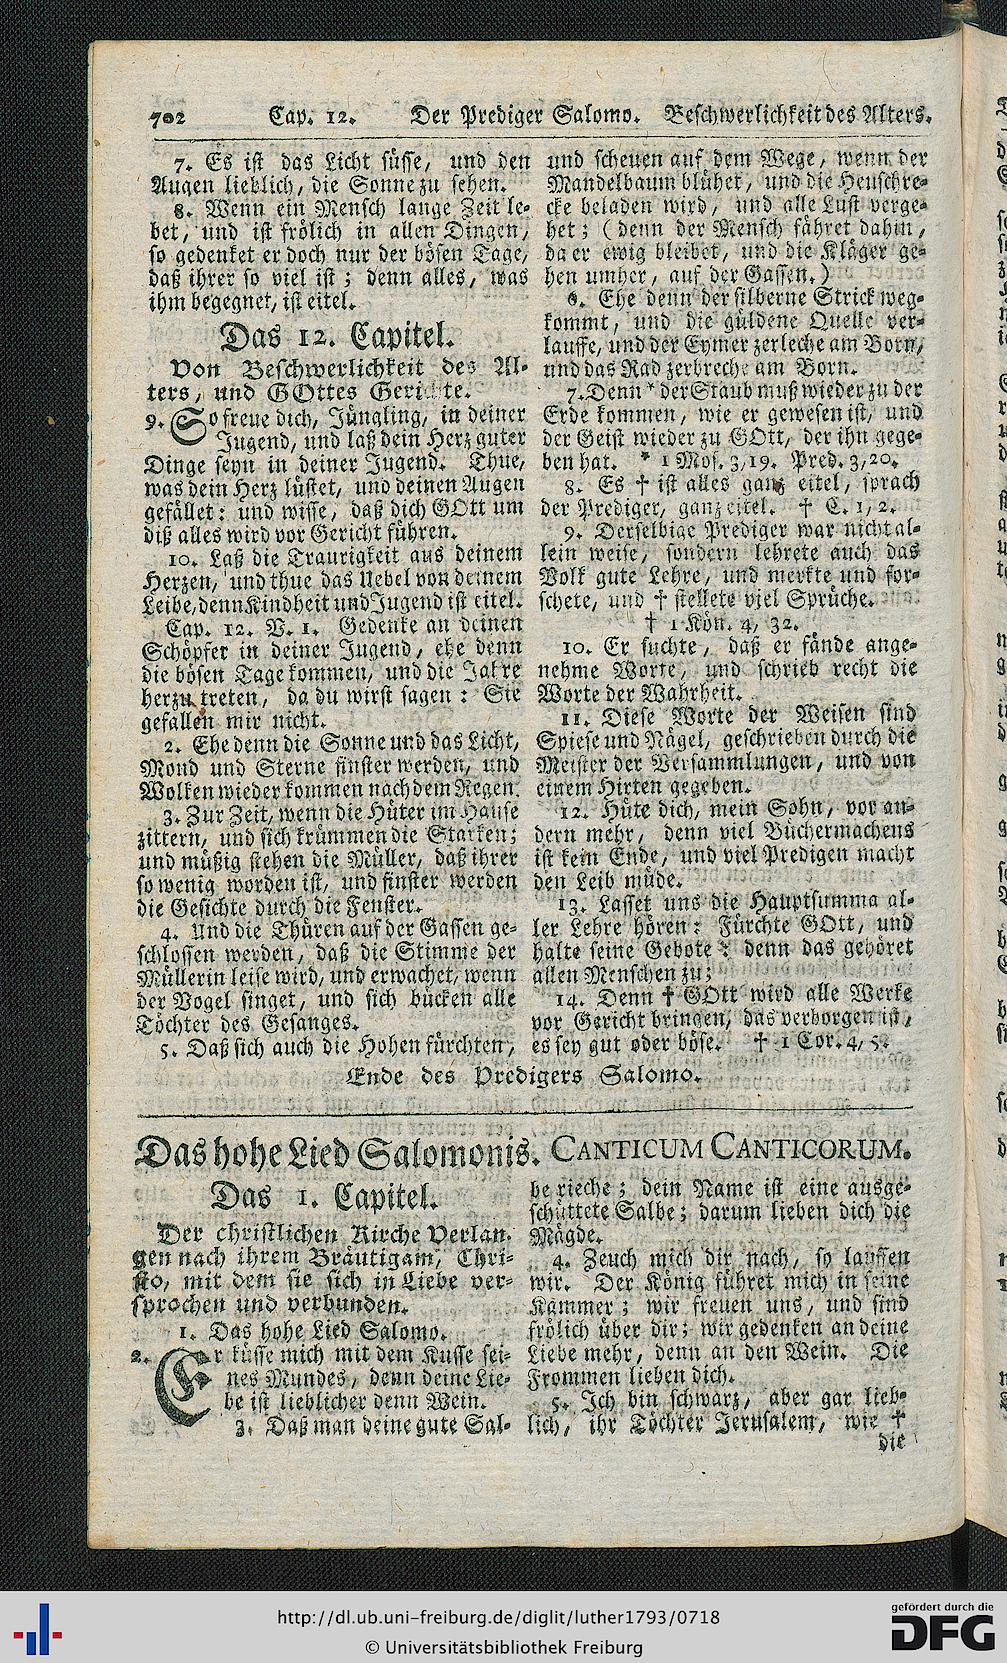 702 Cap. 12. Der Prediger Salomo. Beschwerlichkeit des Alters.
7. Es ist das Licht süsse, und den
Augen lieblich, die Sonne zu sehen.
8. Wenn ein Mensch lange Zeit le-
bet, und ist frölich in allen Dingen,
so gedenket er doch nur der bösen Tage,
daß ihrer so viel ist; denn alles, was
ihm begegnet, ist eitel.
Das 12. Capitel.
Von Beschwerlichkeit des Al-
ters, und GOttes Gerichte.
9. So freue dich, Jüngling, in deiner
Jugend, und laß dein Herz guter
Dinge seyn in deiner Jugend. Thue,
was dein Herz lüstet, und deinen Augen
gefället: und wisse, daß dich GOtt um
diß alles wird vor Gericht führen.
10. Laß die Traurigkeit aus deinem
Herzen, und thue das Uebel von deinem
Leibe, denn Kindheit und Jugend ist eitel.
Cap. 12. V. 1. Gedenke an deinen
Schöpfer in deiner Jugend, ehe denn
die bösen Tage kommen, und die Jahre
herzu treten, da du wirst sagen: Sie
gefallen mir nicht.
2. Ehe denn die Sonne und das Licht,
Mond und Sterne finster werden, und
Wolken wieder kommen nach dem Regen.
3. Zur Zeit, wenn die Hüter im Hause
zittern, und sich krümmen die Starken;
und müßig stehen die Müller, daß ihrer
so wenig worden ist, und finster werden
die Gesichte durch die Fenster.
4. Und die Thüren auf der Gassen ge-
schlossen werden, daß die Stimme der
Müllerin leise wird, und erwachet, wenn
der Vogel singet, und sich bücken alle
Töchter des Gesanges.
5. Daß sich auch die Hohen fürchten,
und scheuen auf dem Wege, wenn der
Mandelbaum blühet, und die Heuschre-
cke beladen wird, und alle Lust verge-
het; (denn der Mensch fähret dahin,
da er ewig bleibet, und die Kläger ge-
hen umher, auf der Gassen.)
6. Ehe denn der silberne Strick weg-
kommt, und die güldene Quelle ver-
lauffe, und der Eymer zerleche am Born,
und das Rad zerbreche am Born.
7. Denn * der Staub muß wieder zu der
Erde kommen, wie er gewesen ist, und
der Geist wieder zu GOtt, der ihn gege-
ben hat. * 1 Mos. 3, 19. Pred. 3, 20.
8. Es † ist alles ganz eitel, sprach
der Prediger, ganz eitel. † C. 1, 2.
9. Derselbige Prediger war nicht al-
lein weise, sondern lehrete auch das
Volk gute Lehre, und merkte und for-
schete, und † stellete viel Sprüche.
† 1 Kön. 4, 32.
10. Er suchte, daß er fände ange-
nehme Worte, und schrieb recht die
Worte der Wahrheit.
11. Diese Worte der Weisen sind
Spiese und Nägel, geschrieben durch die
Meister der Versammlungen, und von
einem Hirten gegeben.
12. Hüte dich, mein Sohn, vor an-
dern mehr, denn viel Büchermachens
ist kein Ende, und viel Predigen macht
den Leib müde.
13. Lasset uns die Hauptsumma al-
ler Lehre hören: Fürchte GOtt, und
halte seine Gebote: denn das gehöret
allen Menschen zu;
14. Denn † GOtt wird alle Werke
vor Gericht bringen, das verborgen ist,
es sey gut oder böse. † 1 Cor. 4, 5.
Ende des Predigers Salomo.
Das hohe Lied Salomonis. CANTICUM CANTICORUM.
Das 1. Capitel.
Der christlichen Kirche Verlan-
gen nach ihrem Bräutigam, Chri-
sto, mit dem sie sich in Liebe ver-
sprochen und verbunden.
1. Das hohe Lied Salomo.
2. Er küsse mich mit dem Kusse sei-
nes Mundes, denn deine Lie-
be ist lieblicher denn Wein.
3. Daß man deine gute Sal-
be rieche; dein Name ist eine ausge-
schüttete Salbe; darum lieben dich die
Mägde.
4. Zeuch mich dir nach, so lauffen
wir. Der König führet mich in seine
Kammer; wir freuen uns, und sind
frölich über dir; wir gedenken an deine
Liebe mehr, denn an den Wein. Die
Frommen lieben dich.
5. Ich bin schwarz, aber gar lieb-
lich, ihr Töchter Jerusalem, wie †
die
http://dl.ub.uni-freiburg.de/diglit/luther1793/0718
© Universitätsbibliothek Freiburg
gefördert durch die
DFG